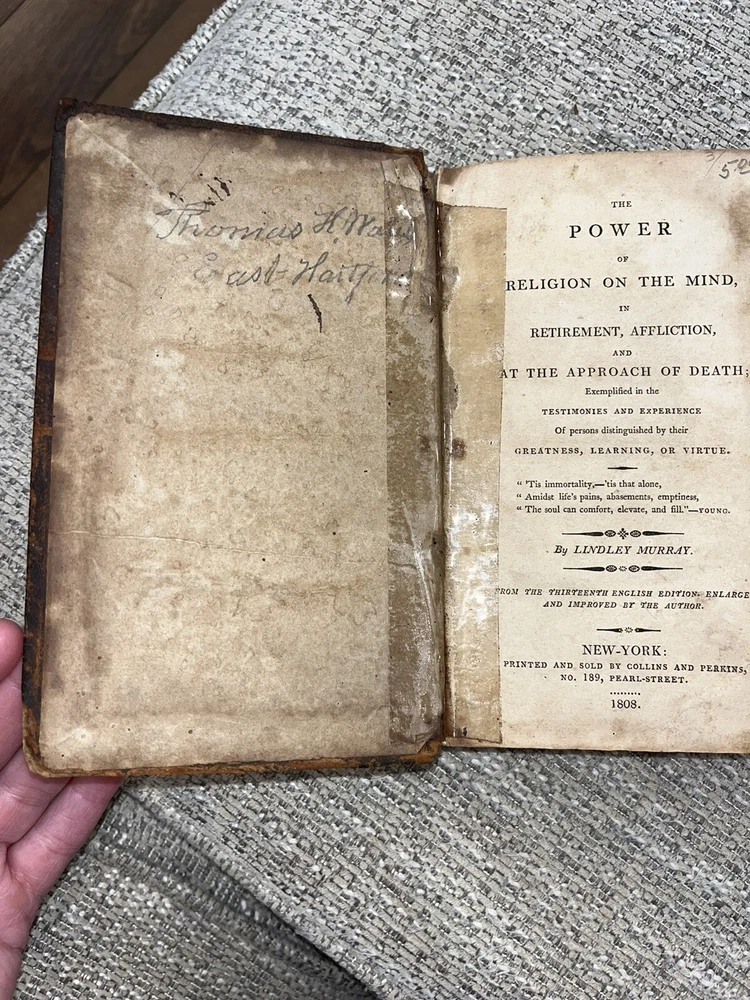 Thomas H
East-Hartford
THE
POWER
OF
RELIGION ON THE MIND,
IN
RETIREMENT, AFFLICTION,
AND
AT THE APPROACH OF DEATH;
Exemplified in the
TESTIMONIES AND EXPERIENCE
Of persons distinguished by their
GREATNESS, LEARNING, OR VIRTUE.
“ 'Tis immortality,—'tis that alone,
“ Amidst life's pains, abasements, emptiness,
“ The soul can comfort, elevate, and fill.”—YOUNG.
By LINDLEY MURRAY.
FROM THE THIRTEENTH ENGLISH EDITION. ENLARGE
AND IMPROVED BY THE AUTHOR.
NEW-YORK:
PRINTED AND SOLD BY COLLINS AND PERKINS,
NO. 189, PEARL-STREET.
1808.